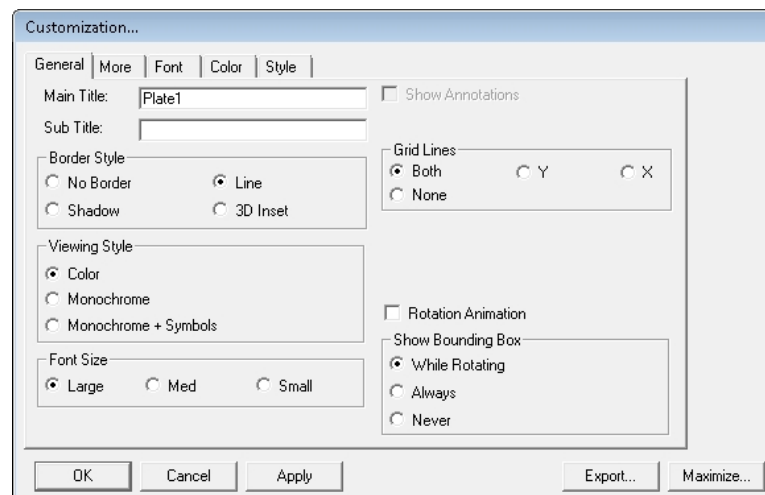 Customization...
General More Font Color Style
Main Title: Plate1
Show Annotations
Sub Title:
Border Style
No Border Line
Shadow 3D Inset
Grid Lines
Both Y X
None
Viewing Style
Color
Monochrome
Monochrome + Symbols
Rotation Animation
Font Size
Large Med Small
Show Bounding Box
While Rotating
Always
Never
OK Cancel Apply Export... Maximize...